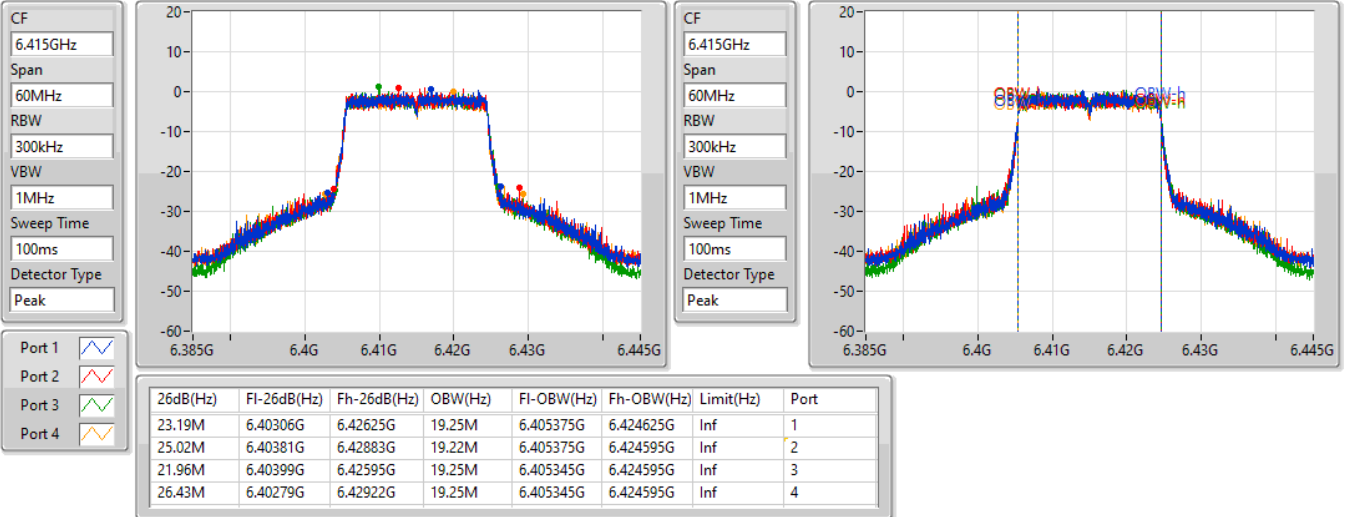 CF
6.415GHz
Span
60MHz
RBW
300kHz
VBW
1MHz
Sweep Time
100ms
Detector Type
Peak
20
10
0
-10
-20
-30
-40
-50
-60
6.385G 6.4G 6.41G 6.42G 6.43G 6.445G
CF
6.415GHz
Span
60MHz
RBW
300kHz
VBW
1MHz
Sweep Time
100ms
Detector Type
Peak
20
10
0
-10
-20
-30
-40
-50
-60
OBW-h
OBW-h
6.385G 6.4G 6.41G 6.42G 6.43G 6.445G
Port 1
Port 2
Port 3
Port 4
26dB(Hz) Fl-26dB(Hz) Fh-26dB(Hz) OBW(Hz) Fl-OBW(Hz) Fh-OBW(Hz) Limit(Hz) Port
23.19M 6.40306G 6.42625G 19.25M 6.405375G 6.424625G Inf 1
25.02M 6.40381G 6.42883G 19.22M 6.405375G 6.424595G Inf 2
21.96M 6.40399G 6.42595G 19.25M 6.405345G 6.424595G Inf 3
26.43M 6.40279G 6.42922G 19.25M 6.405345G 6.424595G Inf 4